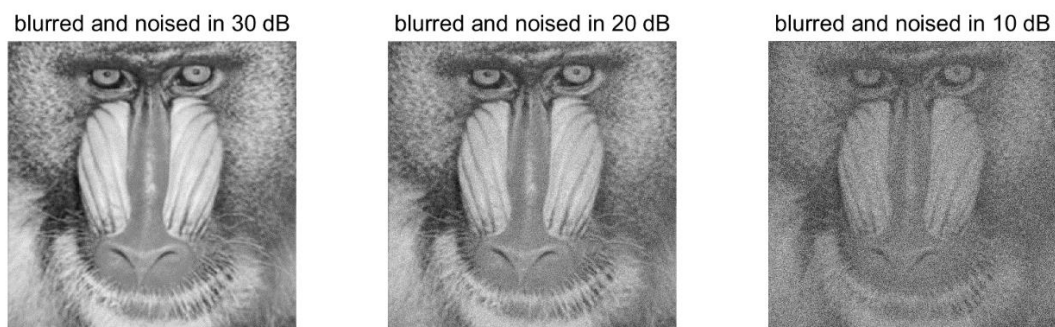 blurred and noised in 30 dB
blurred and noised in 20 dB
blurred and noised in 10 dB